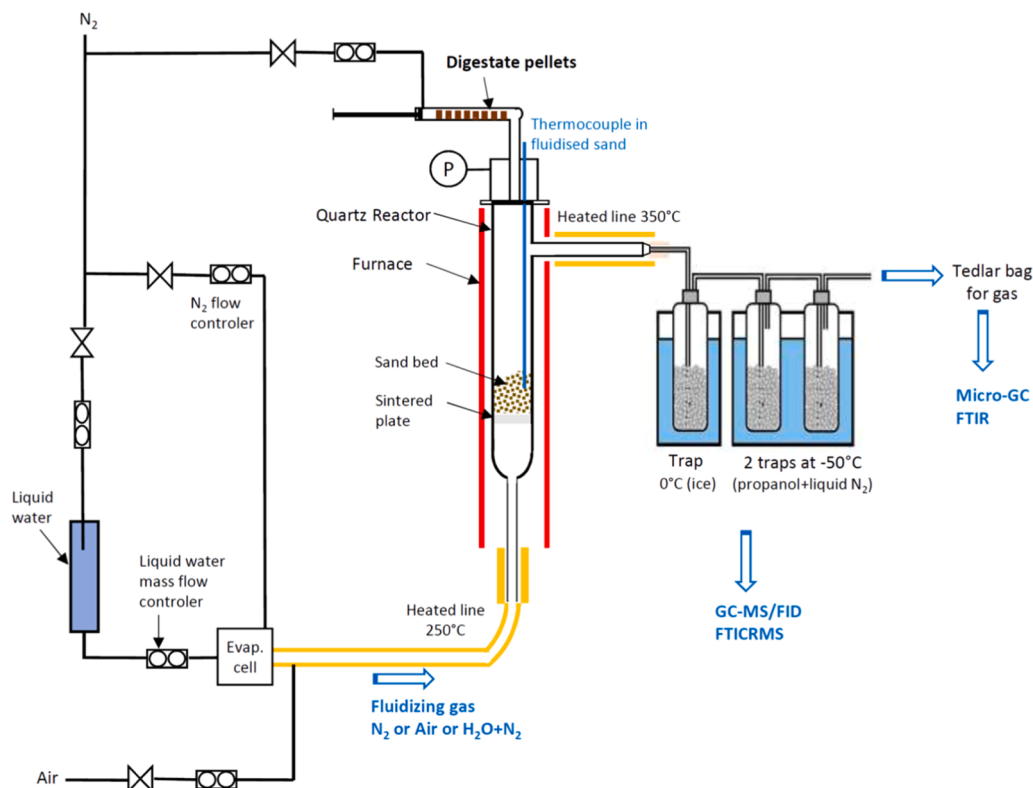 N₂
Digestate pellets
Thermocouple in
fluidised sand
P
Quartz Reactor
Heated line 350°C
Furnace
Tedlar bag
for gas
N₂ flow
controler
Sand bed
Sintered
plate
Micro-GC
FTIR
Trap
0°C (ice)
2 traps at -50°C
(propanol+liquid N₂)
Liquid
water
Liquid water
mass flow
controler
GC-MS/FID
FTICRMS
Heated line
250°C
Evap.
cell
Fluidizing gas
N₂ or Air or H₂O+N₂
Air